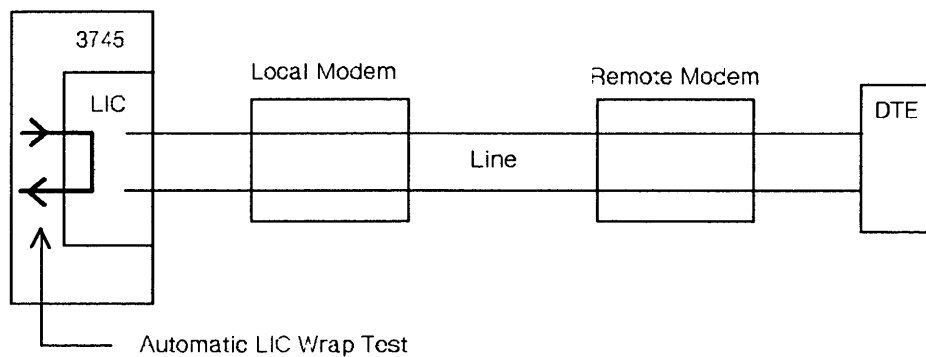 3745
Local Modem
Remote Modem
LIC
DTE
Line
Automatic LIC Wrap Test